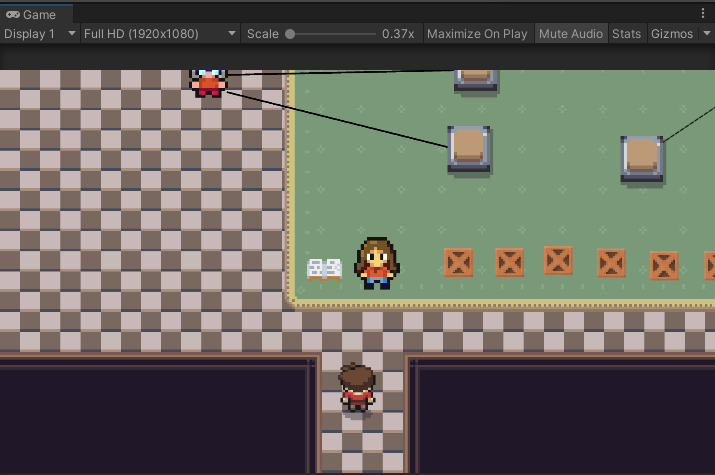 Game
Display 1 Full HD (1920x1080) Scale 0.37x Maximize On Play Mute Audio Stats Gizmos